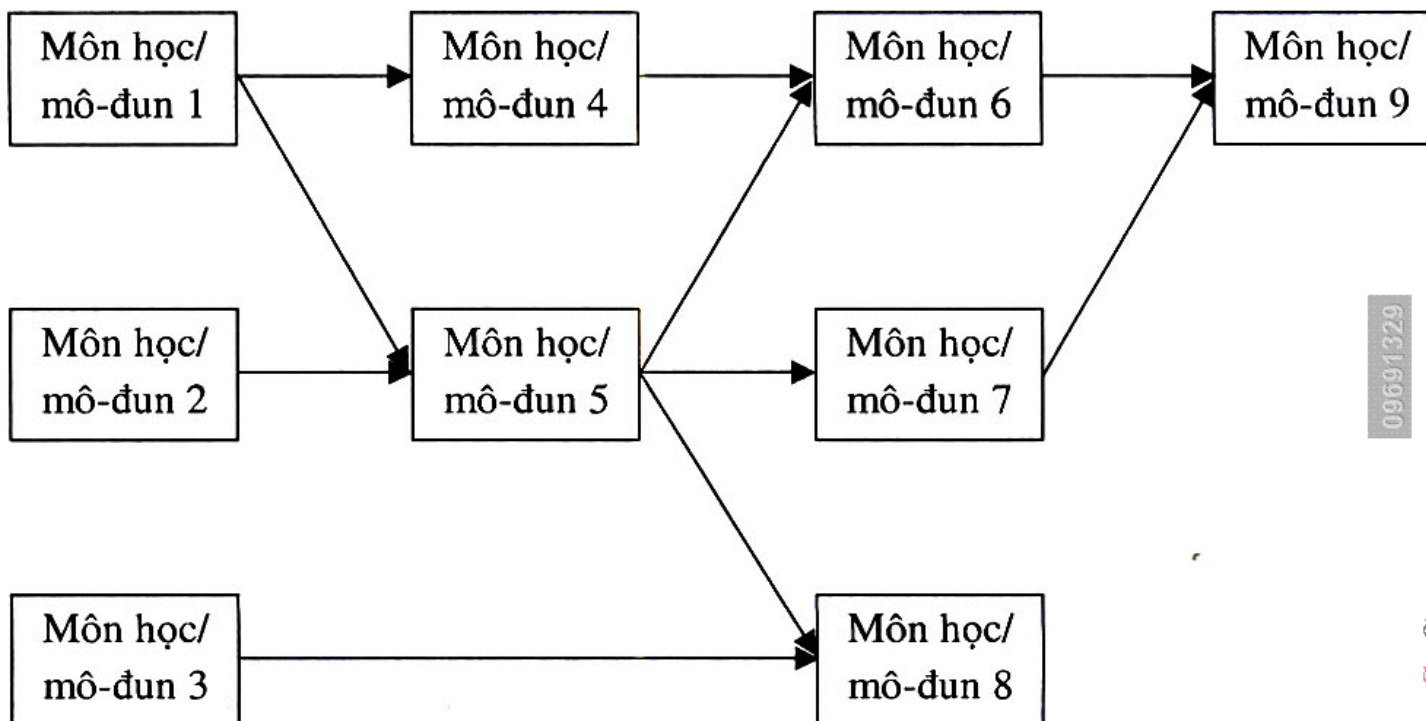 Môn học/
mô-đun 1
Môn học/
mô-đun 4
Môn học/
mô-đun 6
Môn học/
mô-đun 9
Môn học/
mô-đun 2
Môn học/
mô-đun 5
Môn học/
mô-đun 7
09691329
Môn học/
mô-đun 3
Môn học/
mô-đun 8